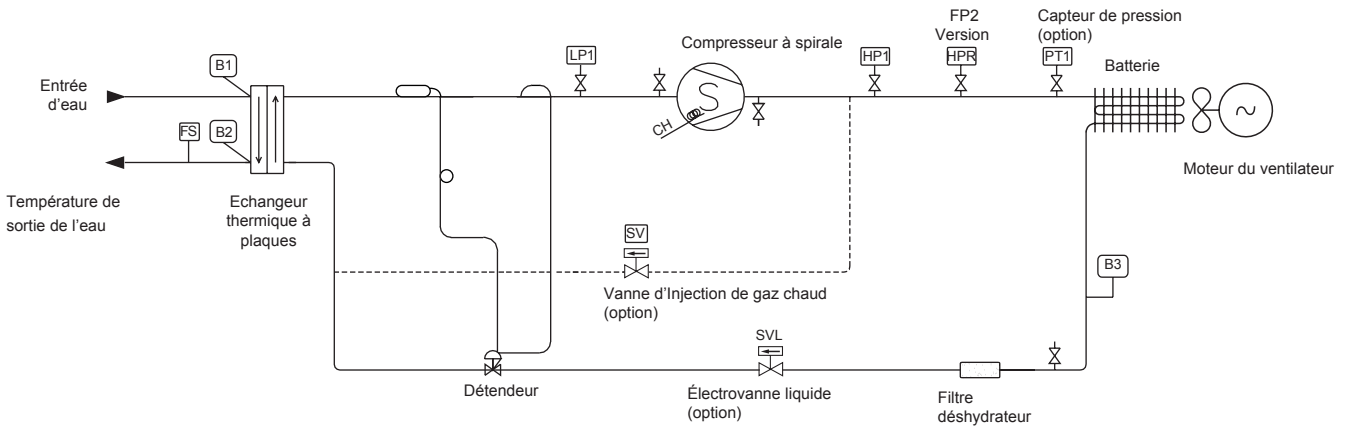 FP2
Version
Capteur de pression
(option)
Compresseur à spirale
LP1
HP1
HPR
PT1
Batterie
B1
Entrée
d'eau
CH
FS
B2
Moteur du ventilateur
Température de
sortie de l'eau
Echangeur
thermique à
plaques
SV
B3
Vanne d'Injection de gaz chaud
(option)
SVL
Détendeur
Électrovanne liquide
(option)
Filtre
déshydrateur